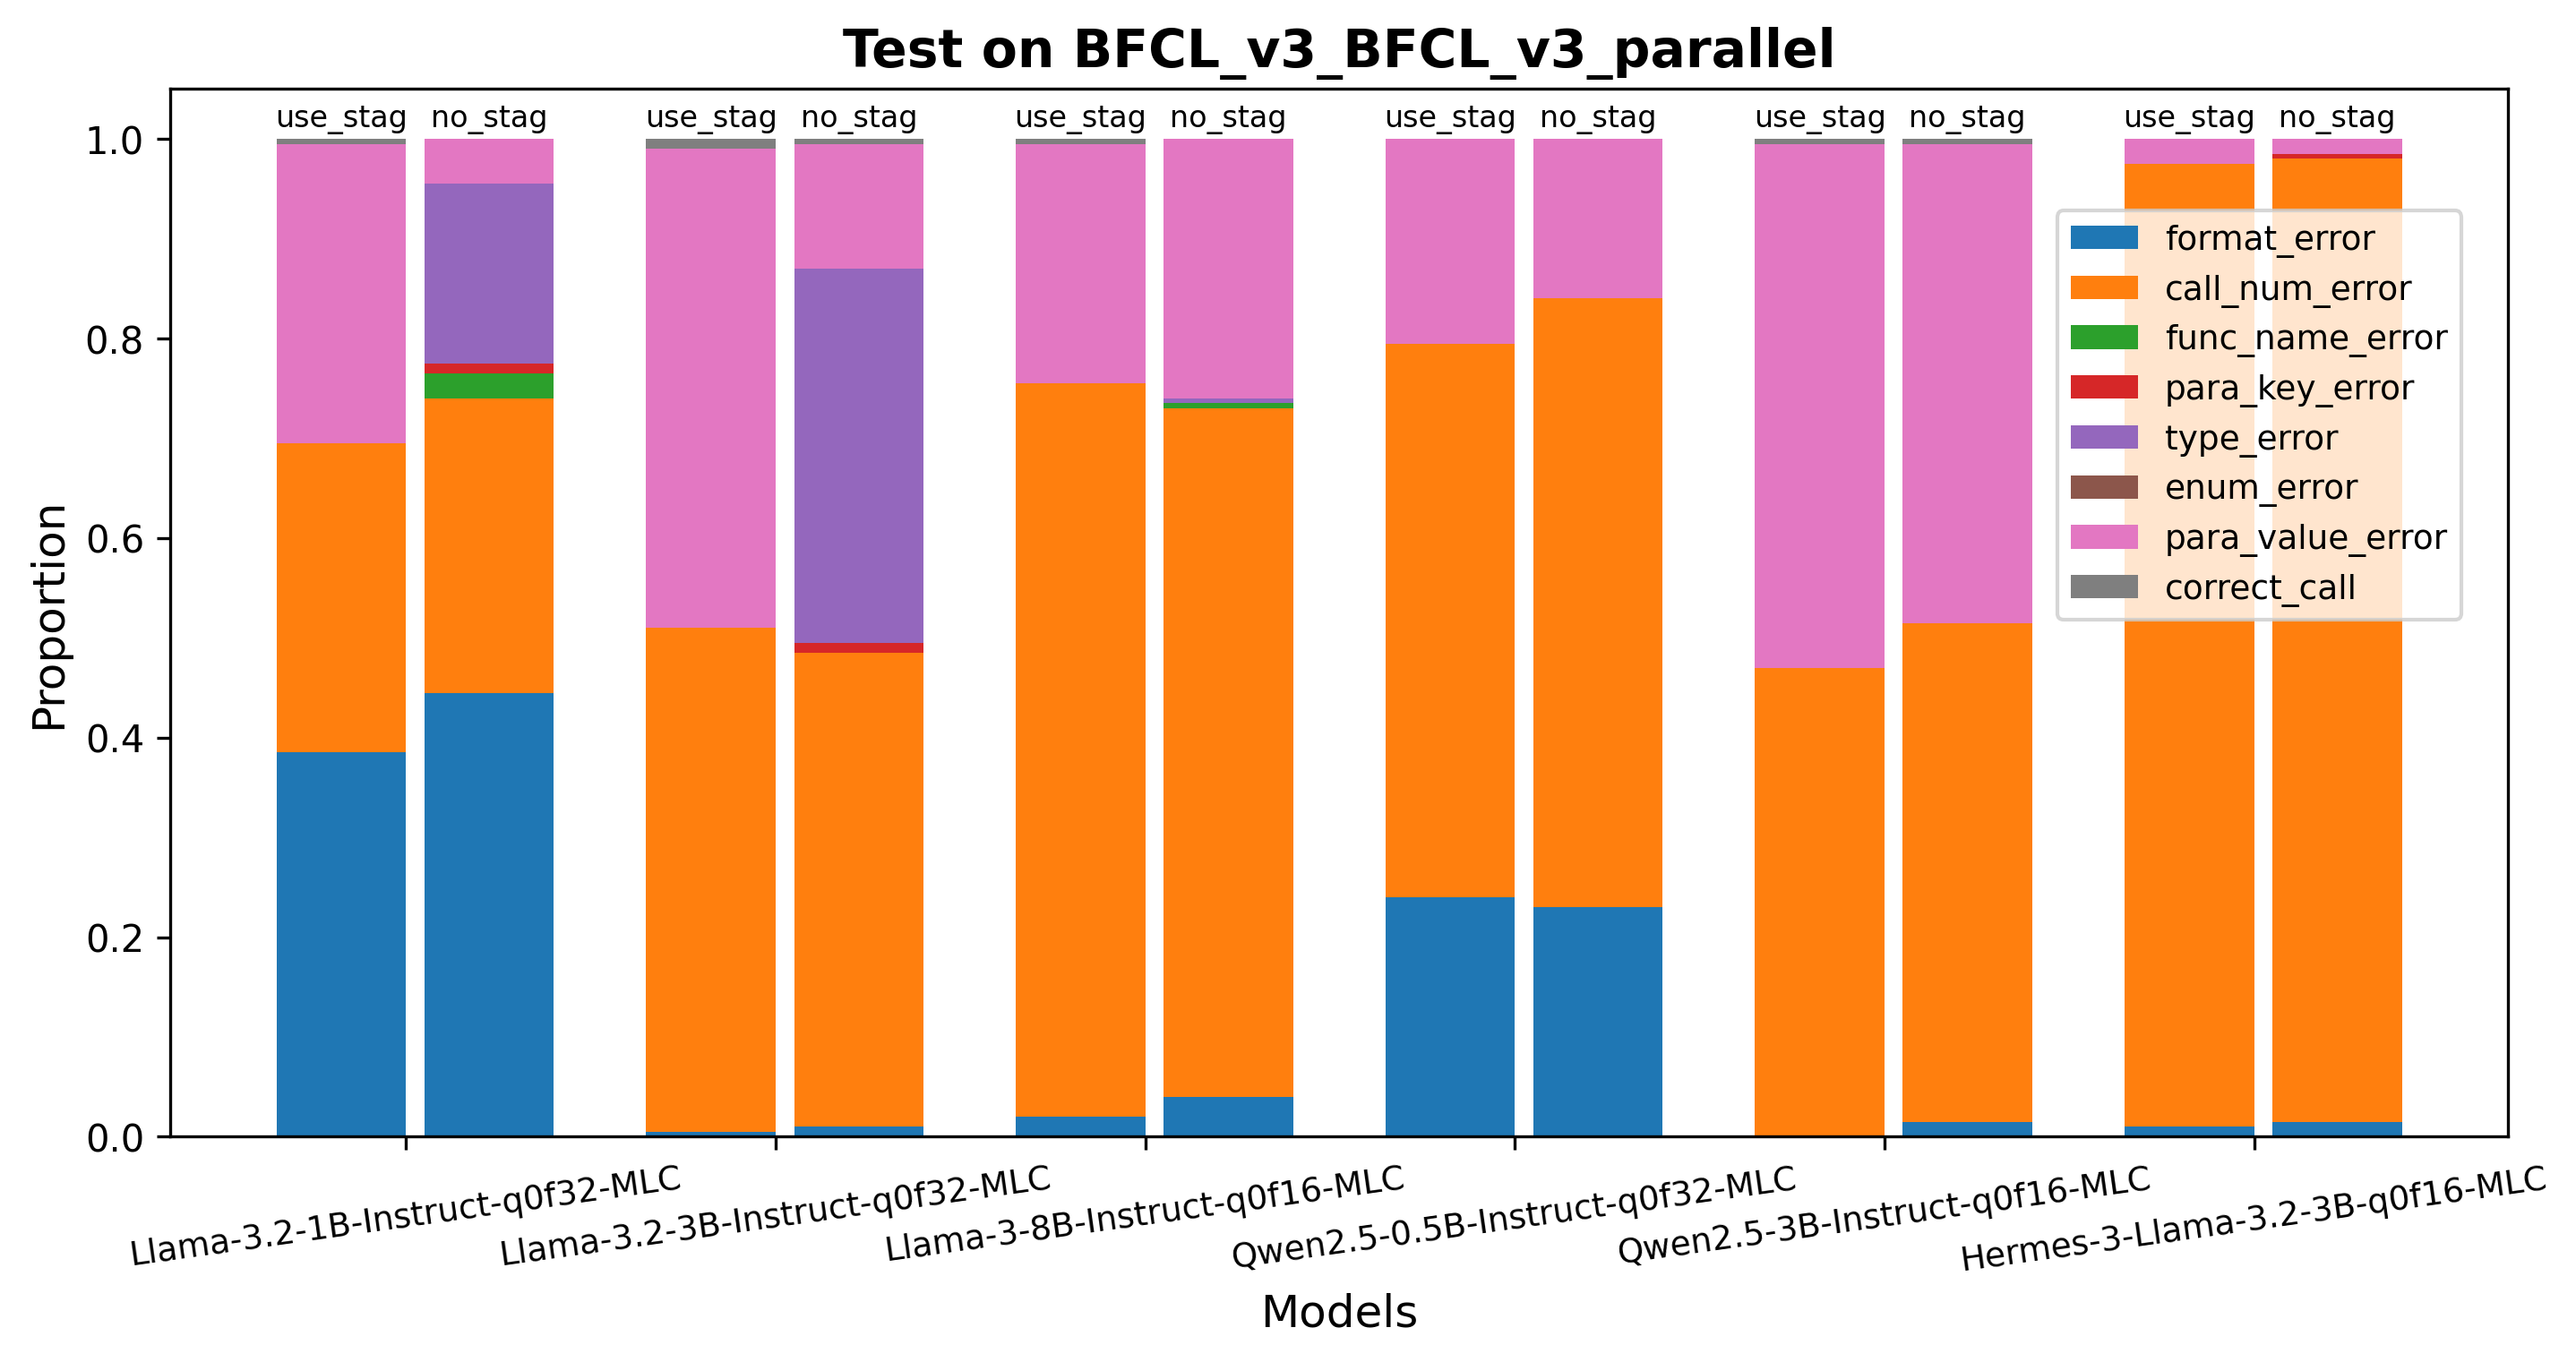 Test on BFCL_v3_BFCL_v3_parallel
use_stag no_stag use_stag no_stag use_stag no_stag use_stag no_stag use_stag no_stag use_stag no_stag
1.0
0.8
0.6
0.4
0.2
0.0
Proportion
format_error
call_num_error
func_name_error
para_key_error
type_error
enum_error
para_value_error
correct_call
Llama-3.2-1B-Instruct-q0f32-MLC
Llama-3.2-3B-Instruct-q0f32-MLC
Llama-3-8B-Instruct-q0f16-MLC
Qwen2.5-0.5B-Instruct-q0f32-MLC
Qwen2.5-3B-Instruct-q0f16-MLC
Hermes-3-Llama-3.2-3B-q0f16-MLC
Models